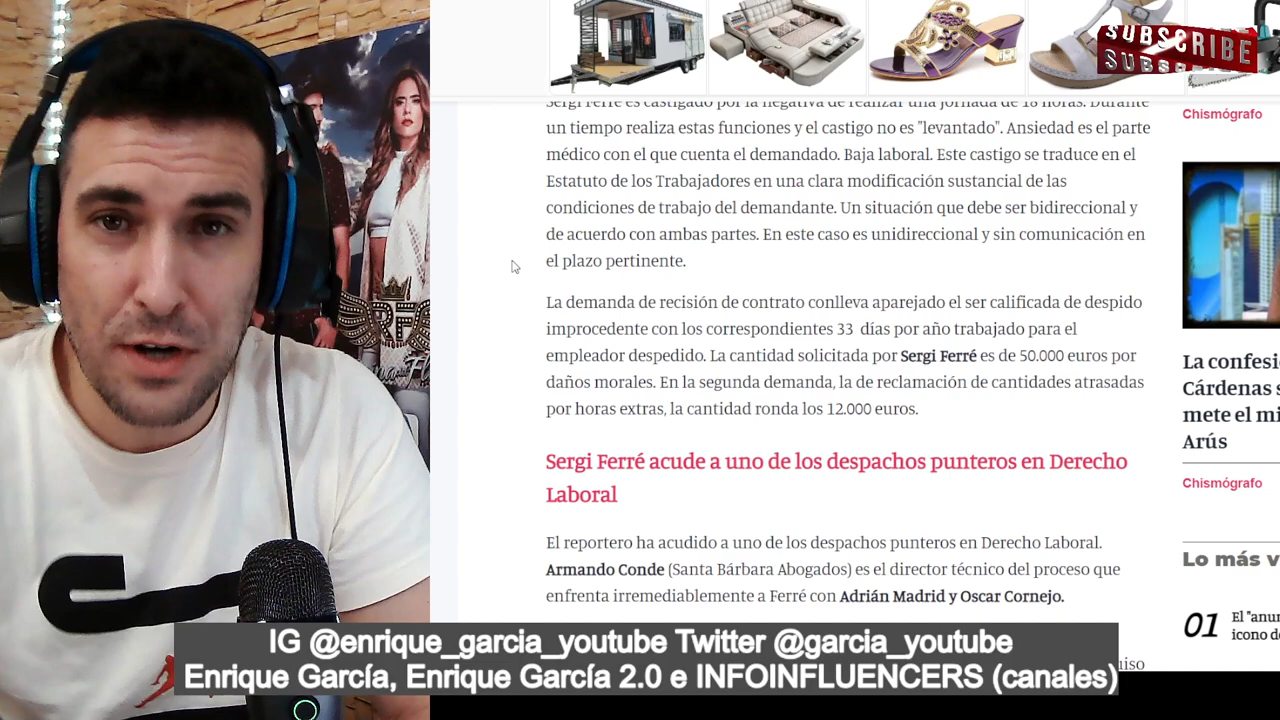 SUBSCRIBE
Sergi Ferré es castigado por la negativa de realizar una jornada de 18 horas. Durante
un tiempo realiza estas funciones y el castigo no es "levantado". Ansiedad es el parte
médico con el que cuenta el demandado. Baja laboral. Este castigo se traduce en el
Estatuto de los Trabajadores en una clara modificación sustancial de las
condiciones de trabajo del demandante. Un situación que debe ser bidireccional y
de acuerdo con ambas partes. En este caso es unidireccional y sin comunicación en
el plazo pertinente.
La demanda de recisión de contrato conlleva aparejado el ser calificada de despido
improcedente con los correspondientes 33 días por año trabajado para el
empleador despedido. La cantidad solicitada por Sergi Ferré es de 50.000 euros por
daños morales. En la segunda demanda, la de reclamación de cantidades atrasadas
por horas extras, la cantidad ronda los 12.000 euros.
Sergi Ferré acude a uno de los despachos punteros en Derecho
Laboral
El reportero ha acudido a uno de los despachos punteros en Derecho Laboral.
Armando Conde (Santa Bárbara Abogados) es el director técnico del proceso que
enfrenta irremediablemente a Ferré con Adrián Madrid y Oscar Cornejo.
Chismógrafo
La confesi
Cárdenas s
mete el mi
Arús
Chismógrafo
Lo más v
01
El "anun
icono de
IG @enrique_garcia_youtube Twitter @garcia_youtube
Enrique García, Enrique García 2.0 e INFOINFLUENCERS (canales)